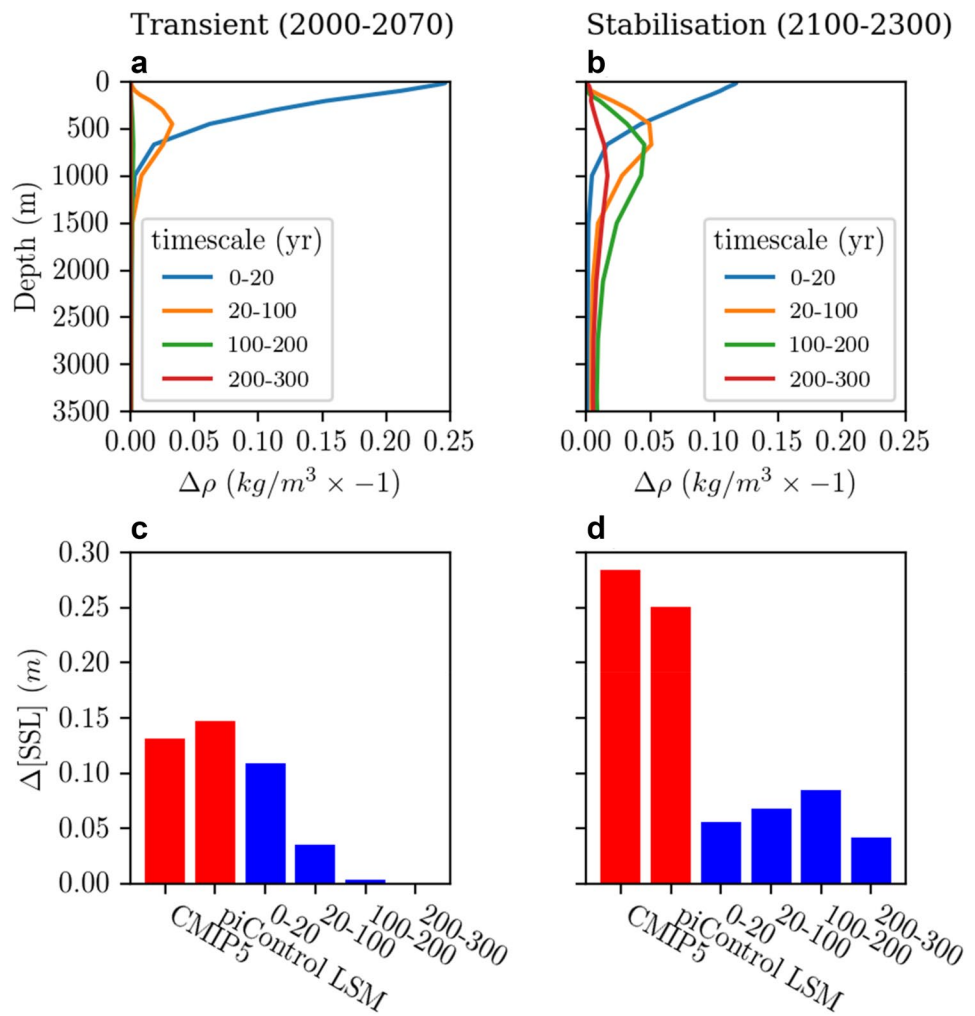 Transient (2000-2070)
Stabilisation (2100-2300)
a
b
0
500
1000
1500
2000
2500
3000
3500
Depth (m)
timescale (yr)
0-20
20-100
100-200
200-300
timescale (yr)
0-20
20-100
100-200
200-300
0.00 0.05 0.10 0.15 0.20 0.25
0.00 0.05 0.10 0.15 0.20 0.25
Δρ (kg/m³ × −1)
Δρ (kg/m³ × −1)
c
d
0.30
0.25
0.20
0.15
0.10
0.05
0.00
Δ[SSL] (m)
CMIP5
piControl LSM
0-20
20-100
100-200
200-300
CMIP5
piControl LSM
0-20
20-100
100-200
200-300